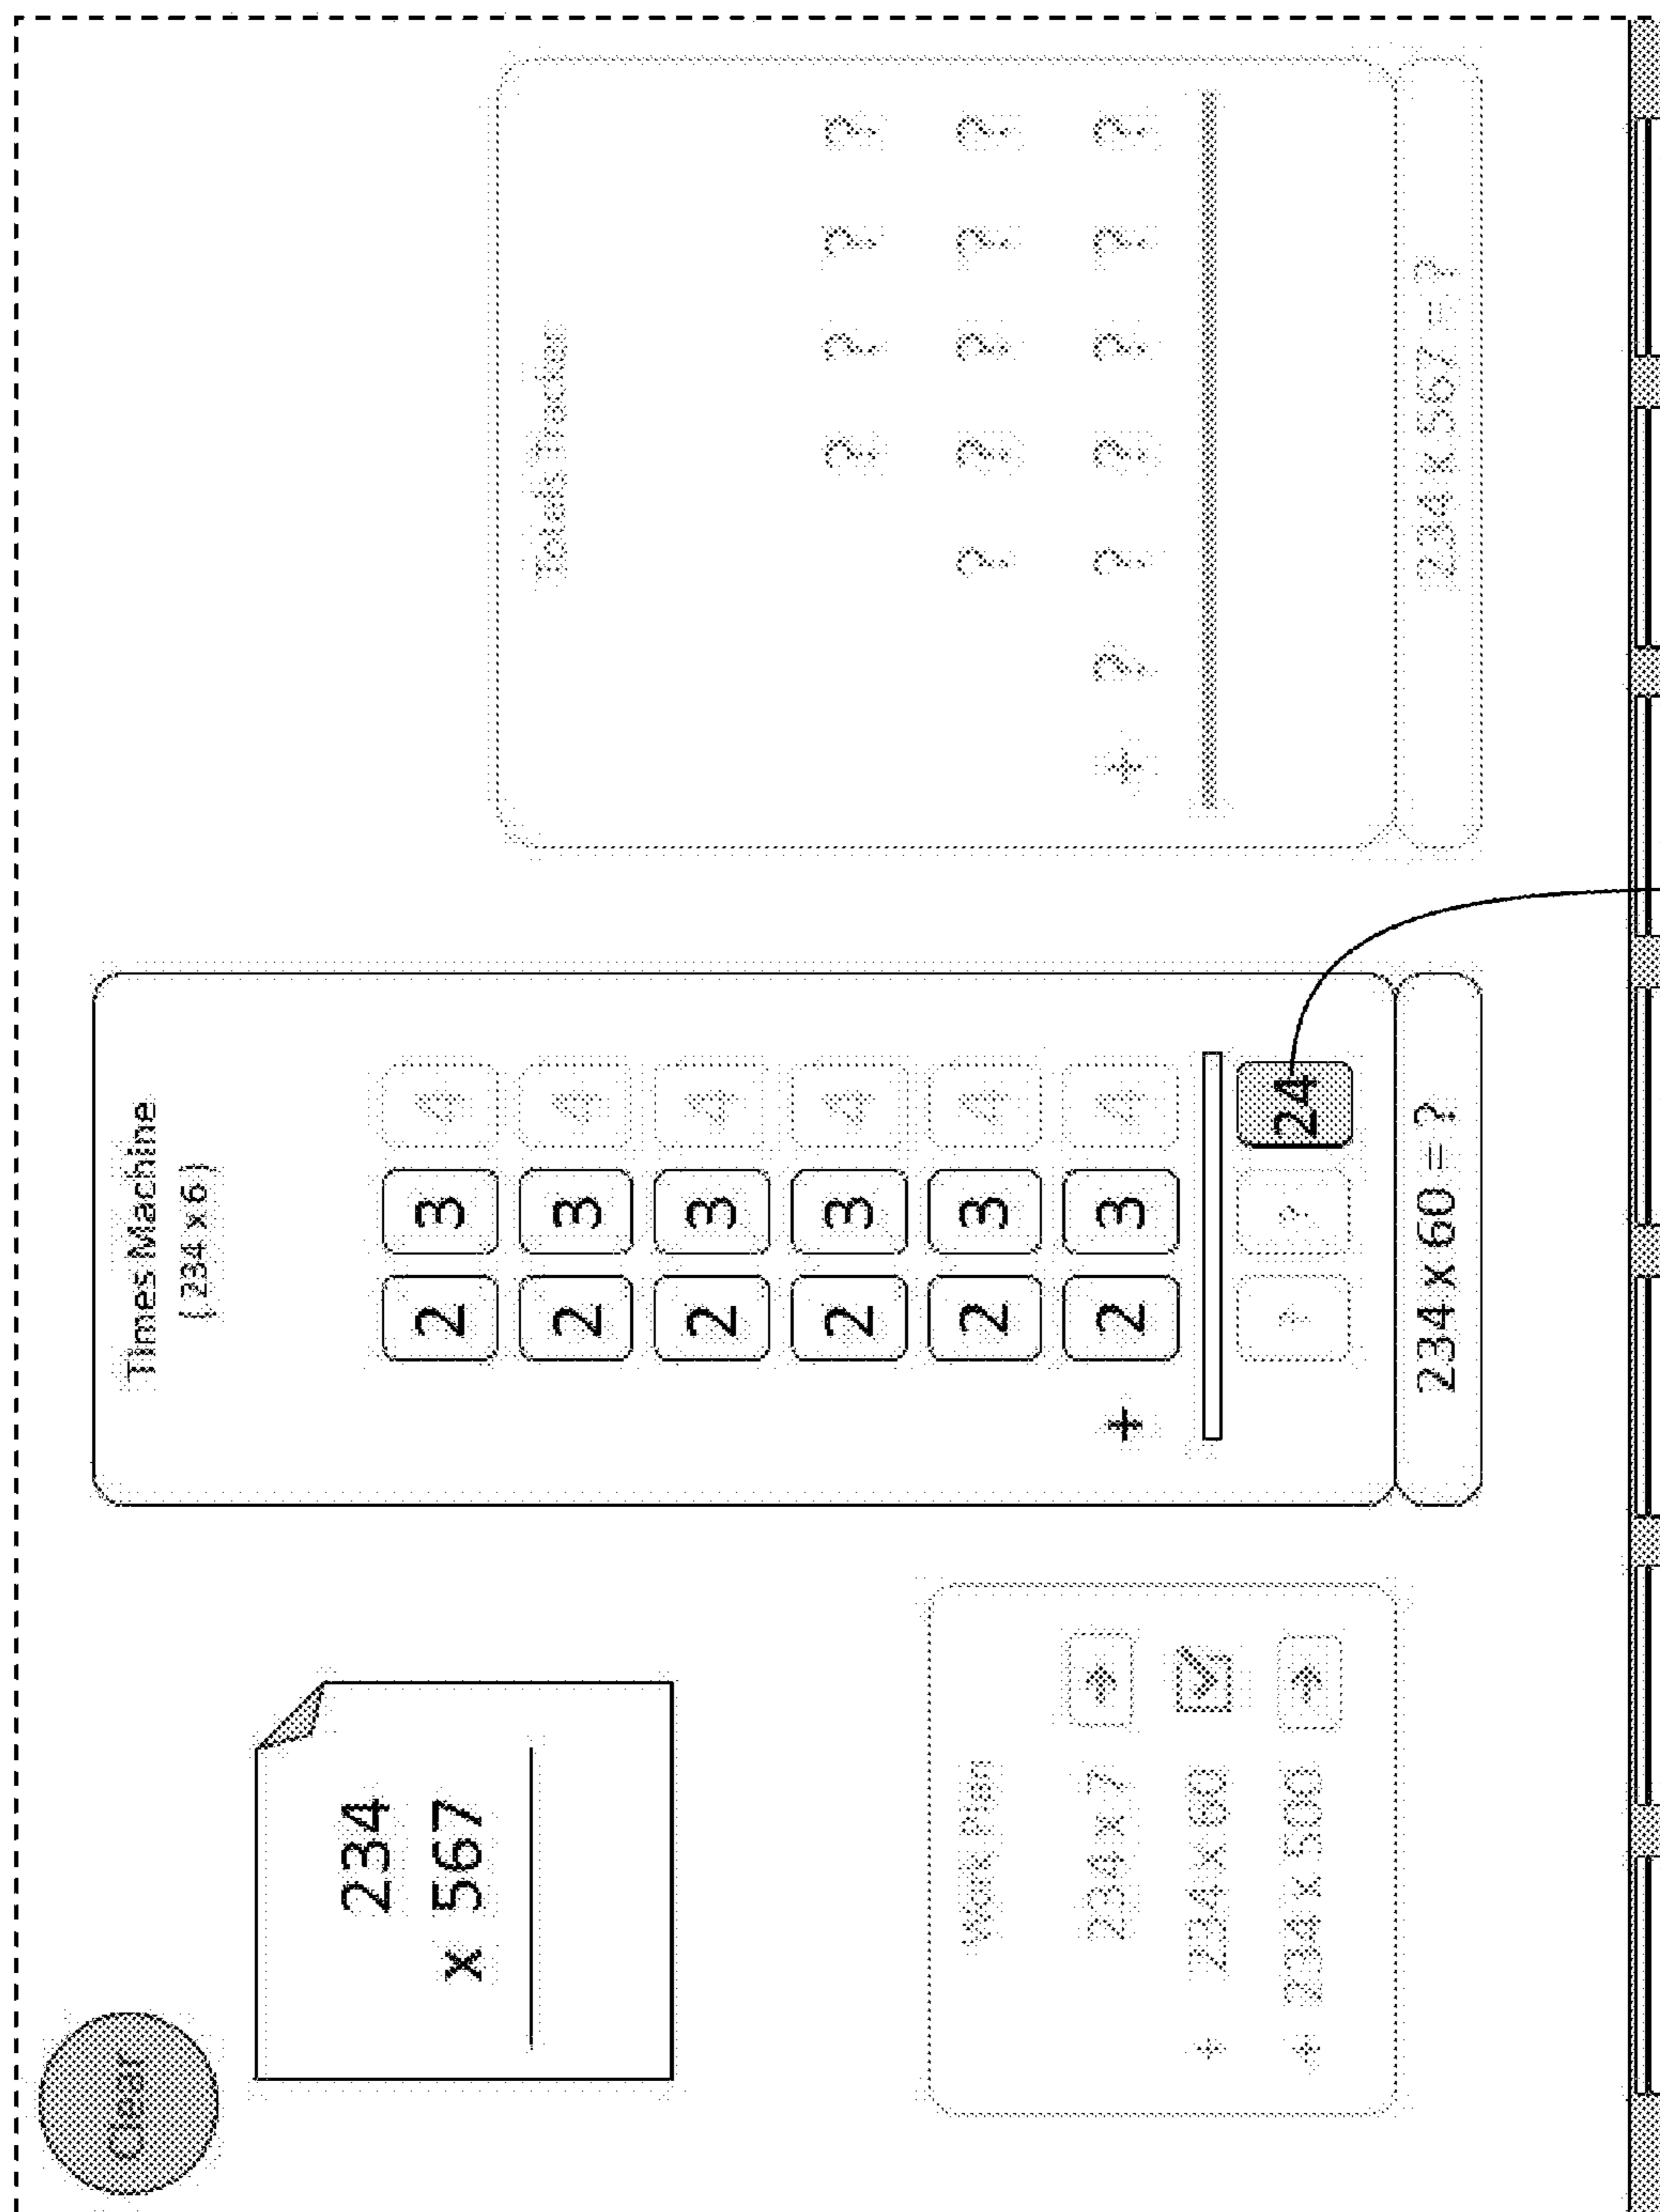 Clear
234
x 567
Work Plan
234 x 7
+ 234 x 60
+ 234 x 500
Times Machine
( 234 x 6 )
2 3 4
2 3 4
2 3 4
2 3 4
2 3 4
+ 2 3 4
? ? 24
234 x 60 = ?
Totals Tracker
? ? ? ?
? ? ? ? ?
+ ? ? ? ? ? ?
234 x 567 = ?